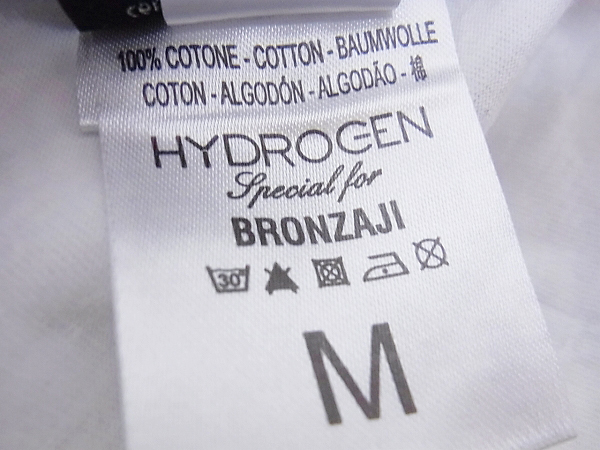 100% COTONE - COTTON - BAUMWOLLE
COTON - ALGODÓN - ALGODÃO - 棉
HYDROGEN
Special for
BRONZAJI
30°
M